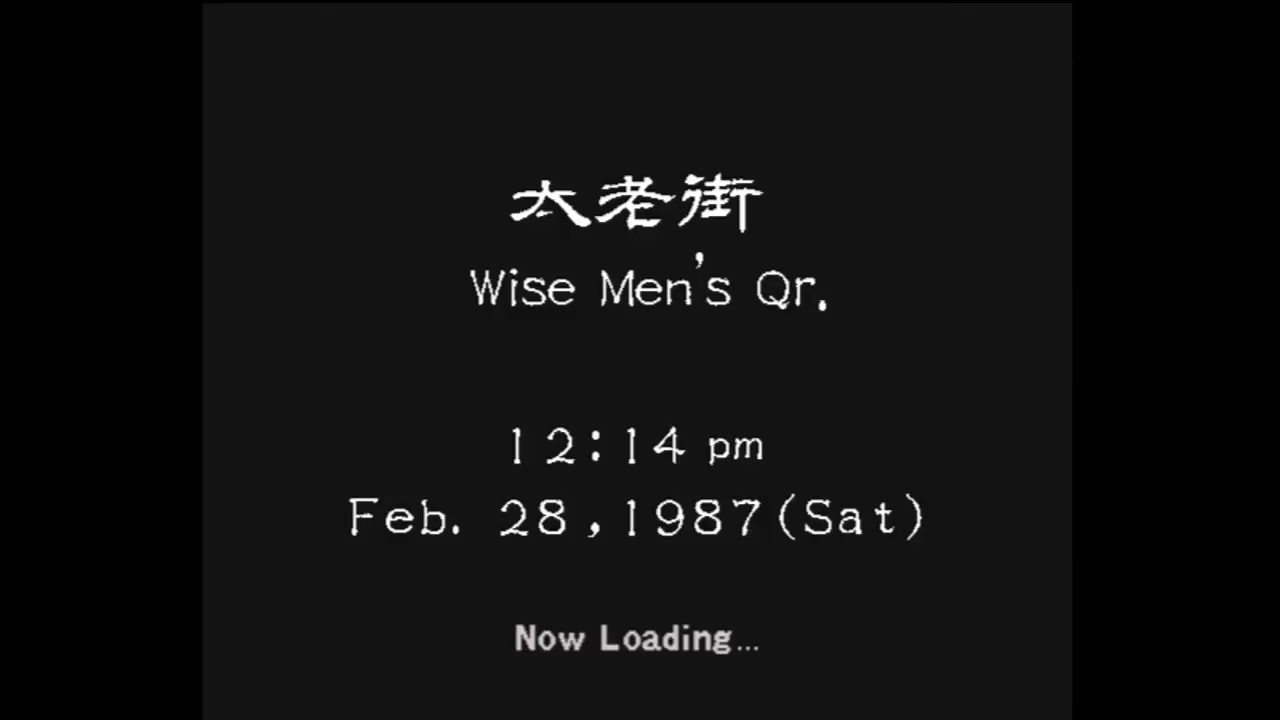 太老街
Wise Men's Qr.
12:14 pm
Feb. 28,1987(Sat)
Now Loading...